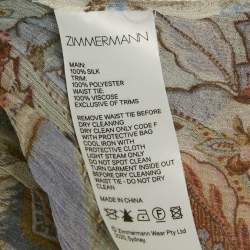 ZIMMERMANN
MAIN:
100% SILK
TRIM:
100% POLYESTER
WAIST TIE:
100% VISCOSE
EXCLUSIVE OF TRIMS
REMOVE WAIST TIE BEFORE
DRY CLEANING
DRY CLEAN ONLY CODE F
WITH PROTECTIVE BAG
COOL IRON WITH
PROTECTIVE CLOTH
LIGHT STEAM ONLY
DO NOT SPOT CLEAN
TURN GARMENT INSIDE OUT
BEFORE DRY CLEANING
WAIST TIE - DO NOT DRY
CLEAN
© Zimmermann Wear Pty Ltd
2020, Sydney